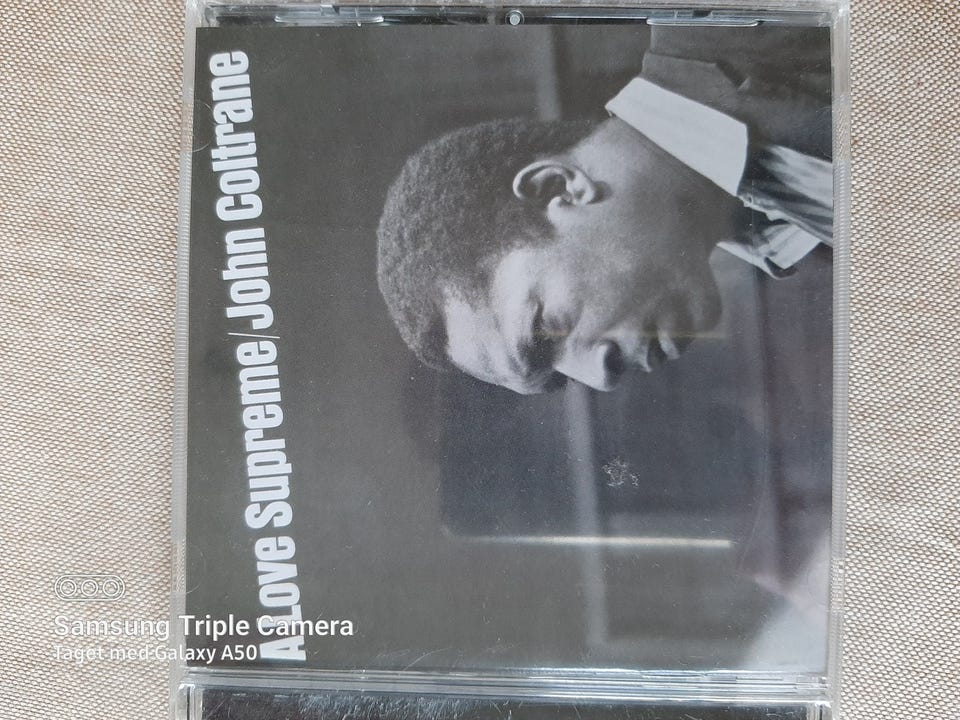 A Love Supreme/John Coltrane
Samsung Triple Camera
Taget med Galaxy A50